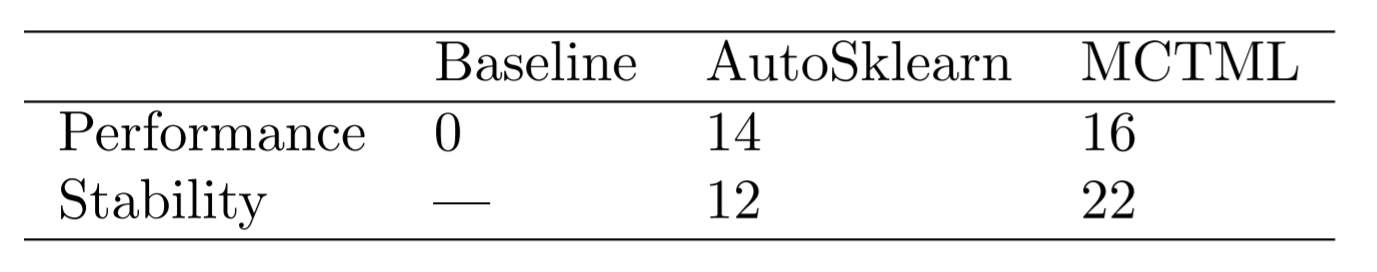 Baseline AutoSklearn MCTML
Performance 0 14 16
Stability — 12 22